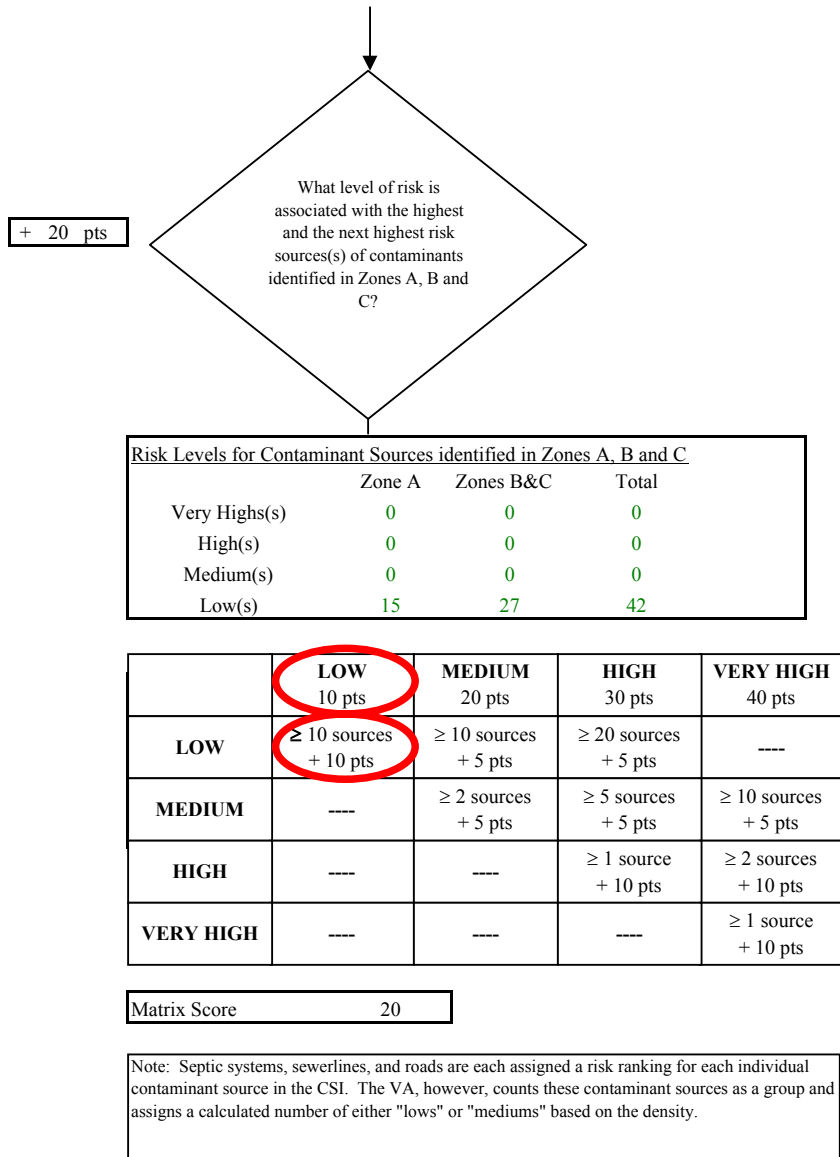 What level of risk is
associated with the highest
and the next highest risk
sources(s) of contaminants
identified in Zones A, B and
C?
+ 20 pts
Risk Levels for Contaminant Sources identified in Zones A, B and C
Zone A Zones B&C Total
Very Highs(s) 0 0 0
High(s) 0 0 0
Medium(s) 0 0 0
Low(s) 15 27 42
LOW MEDIUM HIGH VERY HIGH
10 pts 20 pts 30 pts 40 pts
LOW ≥ 10 sources + 10 pts ≥ 10 sources + 5 pts ≥ 20 sources + 5 pts ----
MEDIUM ---- ≥ 2 sources + 5 pts ≥ 5 sources + 5 pts ≥ 10 sources + 5 pts
HIGH ---- ---- ≥ 1 source + 10 pts ≥ 2 sources + 10 pts
VERY HIGH ---- ---- ---- ≥ 1 source + 10 pts
Matrix Score 20
Note: Septic systems, sewerlines, and roads are each assigned a risk ranking for each individual
contaminant source in the CSI. The VA, however, counts these contaminant sources as a group and
assigns a calculated number of either "lows" or "mediums" based on the density.